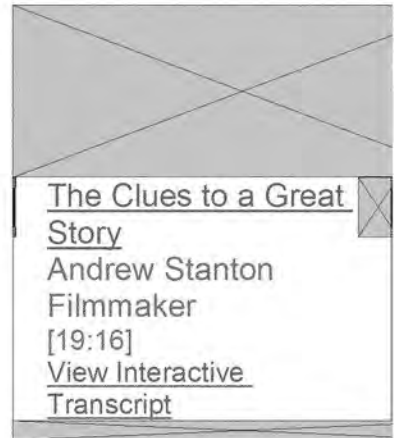 The Clues to a Great
Story
Andrew Stanton
Filmmaker
[19:16]
View Interactive
Transcript